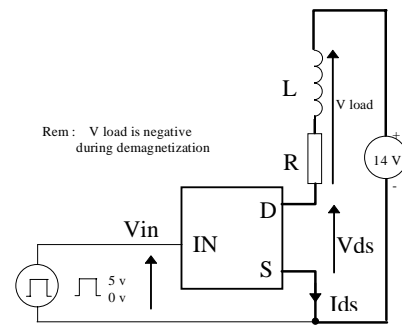 L
V load
Rem : V load is negative
during demagnetization
R
+
14 V
-
D
Vin
IN
Vds
S
5 v
0 v
Ids